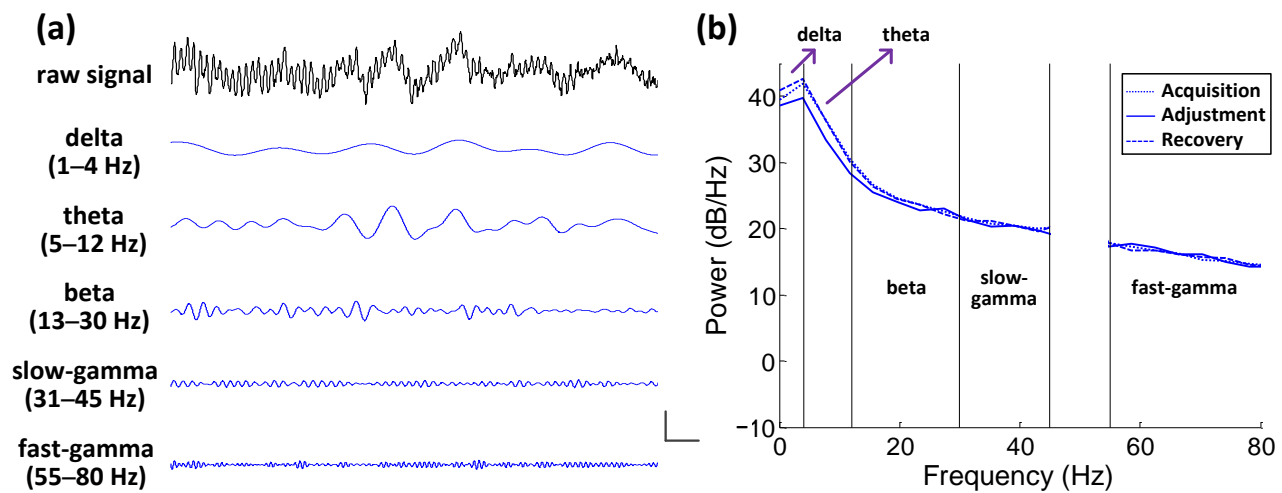 (a)
raw signal
delta
(1–4 Hz)
theta
(5–12 Hz)
beta
(13–30 Hz)
slow-gamma
(31–45 Hz)
fast-gamma
(55–80 Hz)
(b)
delta
theta
Acquisition
Adjustment
Recovery
Power (dB/Hz)
40
30
20
10
0
−10
beta
slow-
gamma
fast-gamma
0
20
40
60
80
Frequency (Hz)